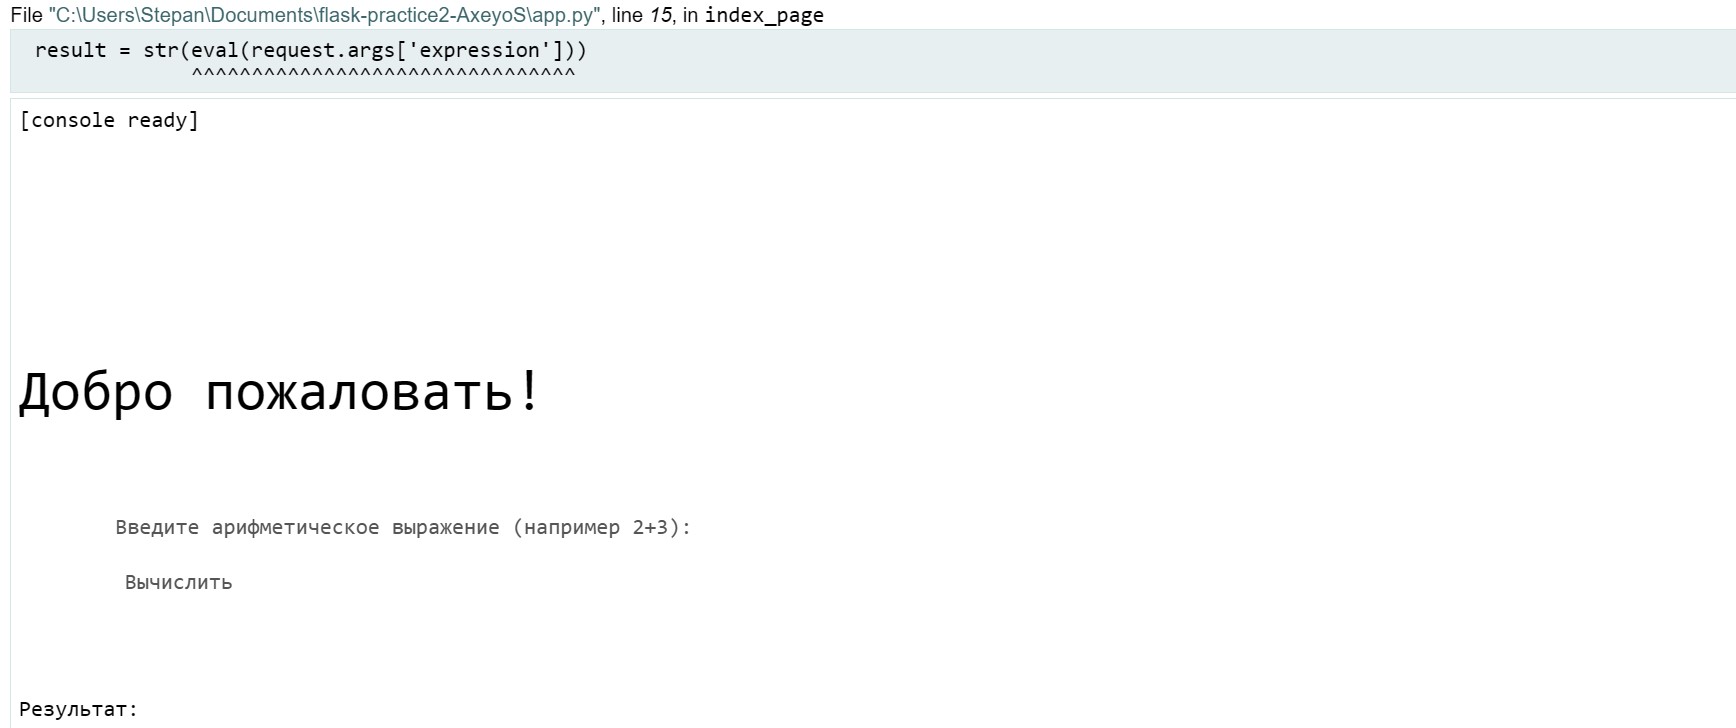 File "C:\Users\Stepan\Documents\flask-practice2-AxeyoS\app.py", line 15, in index_page
result = str(eval(request.args['expression']))
^^^^^^^^^^^^^^^^^^^^^^^^^^^^^^^^
[console ready]
Добро пожаловать!
Введите арифметическое выражение (например 2+3):
Вычислить
Результат: